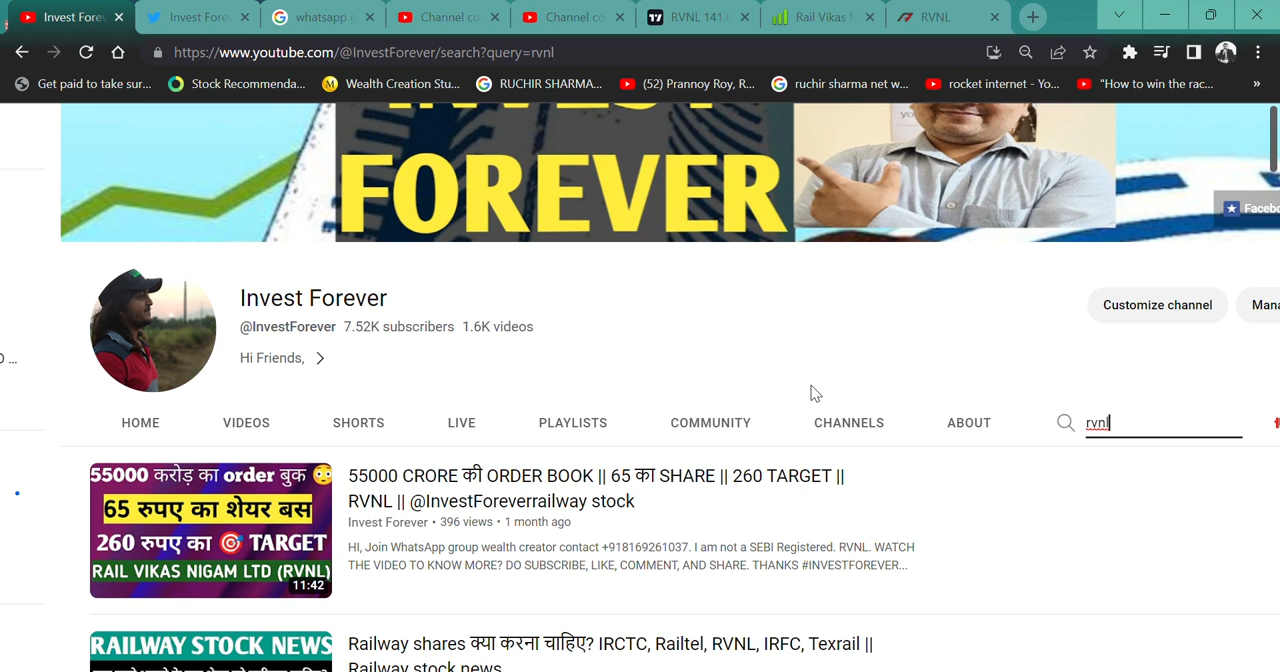 Invest Forev
Invest Forev
whatsapp g
Channel co
Channel co
RVNL 141.6
Rail Vikas N
RVNL
https://www.youtube.com/@InvestForever/search?query=rvnl
Get paid to take sur...
Stock Recommenda...
Wealth Creation Stu...
RUCHIR SHARMA...
(52) Prannoy Roy, R...
ruchir sharma net w...
rocket internet - Yo...
"How to win the rac...
»
FOREVER
Facebo
Invest Forever
@InvestForever 7.52K subscribers 1.6K videos
Customize channel
Mana
Hi Friends,
HOME
VIDEOS
SHORTS
LIVE
PLAYLISTS
COMMUNITY
CHANNELS
ABOUT
rvnl
55000 करोड़ का order बुक
65 रुपए का शेयर बस
260 रुपए का TARGET
RAIL VIKAS NIGAM LTD (RVNL)
11:42
55000 CRORE की ORDER BOOK || 65 का SHARE || 260 TARGET ||
RVNL || @InvestForeverrailway stock
Invest Forever • 396 views • 1 month ago
HI, Join WhatsApp group wealth creator contact +918169261037. I am not a SEBI Registered. RVNL. WATCH
THE VIDEO TO KNOW MORE? DO SUBSCRIBE, LIKE, COMMENT, AND SHARE. THANKS #INVESTFOREVER...
RAILWAY STOCK NEWS
Railway shares क्या करना चाहिए? IRCTC, Railtel, RVNL, IRFC, Texrail ||
Railway stock news